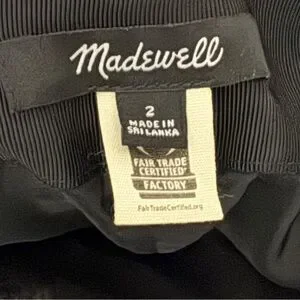 Madewell
2
MADE IN
SRI LANKA
FAIR TRADE
CERTIFIED
FACTORY
FairTradeCertified.org